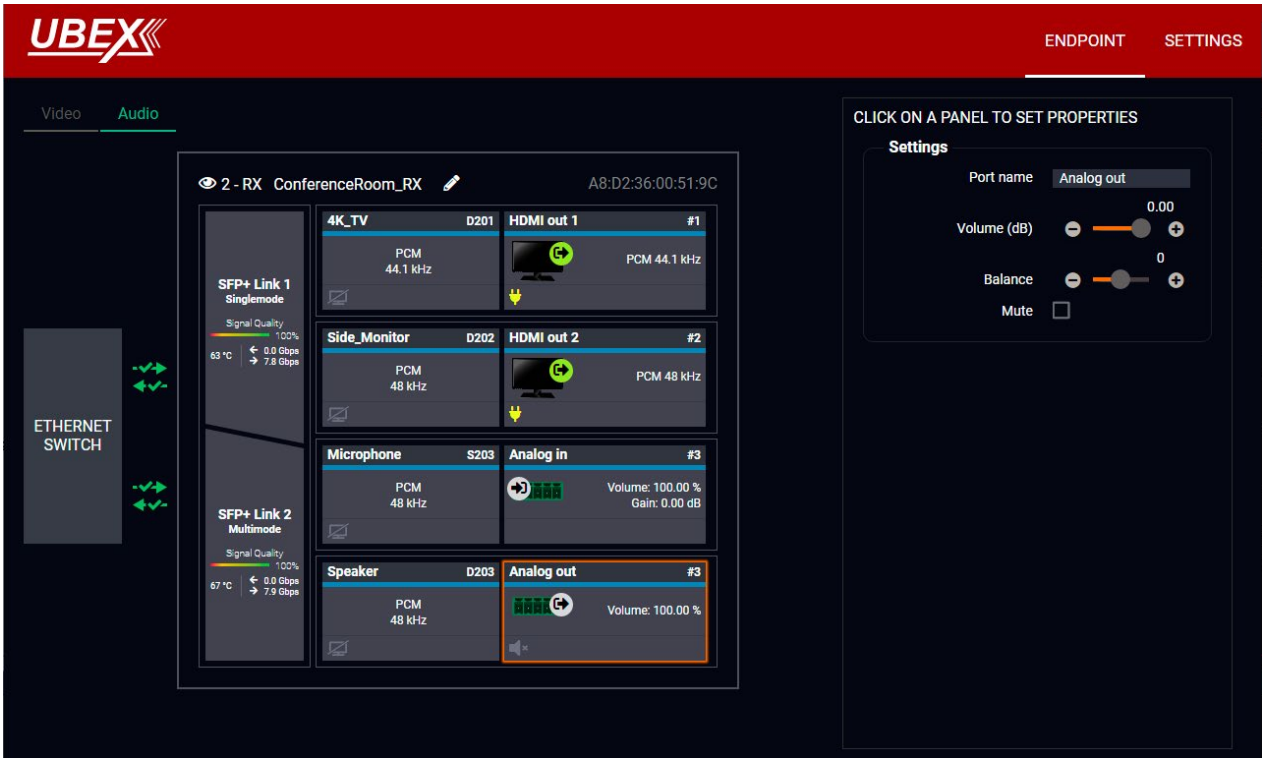 UBEX
ENDPOINT SETTINGS
Video Audio
CLICK ON A PANEL TO SET PROPERTIES
Settings
Port name Analog out
0.00
Volume (dB)
0
Balance
Mute
2 - RX ConferenceRoom_RX A8:D2:36:00:51:9C
ETHERNET
SWITCH
SFP+ Link 1
Singlemode
Signal Quality
100%
63 °C 0.0 Gbps
7.8 Gbps
SFP+ Link 2
Multimode
Signal Quality
100%
67 °C 0.0 Gbps
7.9 Gbps
4K_TV D201 HDMI out 1 #1
PCM
44.1 kHz
PCM 44.1 kHz
Side_Monitor D202 HDMI out 2 #2
PCM
48 kHz
PCM 48 kHz
Microphone S203 Analog in #3
PCM
48 kHz
Volume: 100.00 %
Gain: 0.00 dB
Speaker D203 Analog out #3
PCM
48 kHz
Volume: 100.00 %